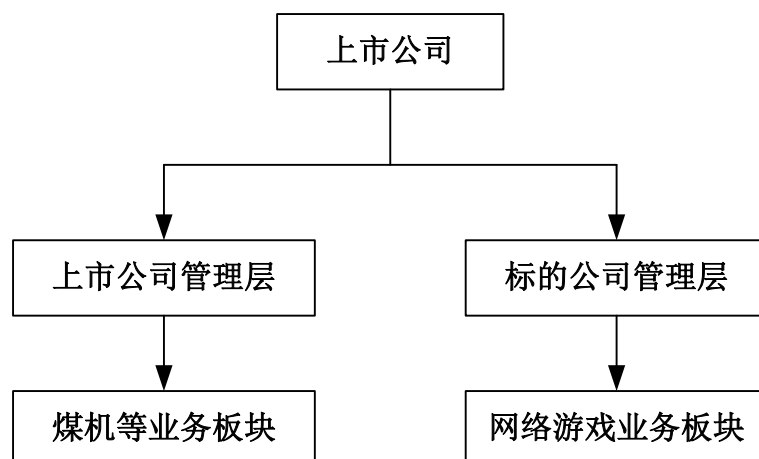 上市公司
上市公司管理层
标的公司管理层
煤机等业务板块
网络游戏业务板块